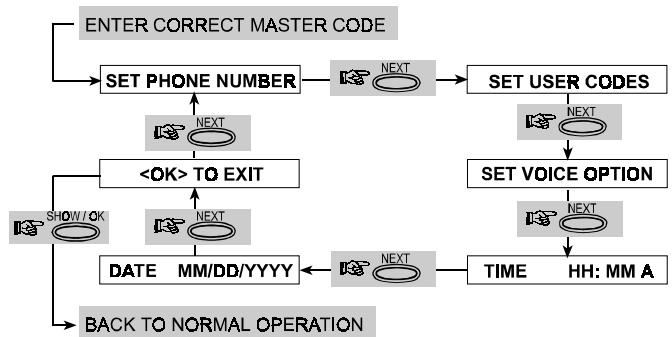 ENTER CORRECT MASTER CODE
SET PHONE NUMBER
NEXT
SET USER CODES
NEXT
SET VOICE OPTION
NEXT
TIME HH: MM A
NEXT
DATE MM/DD/YYYY
NEXT
<OK> TO EXIT
NEXT
SHOW / OK
BACK TO NORMAL OPERATION